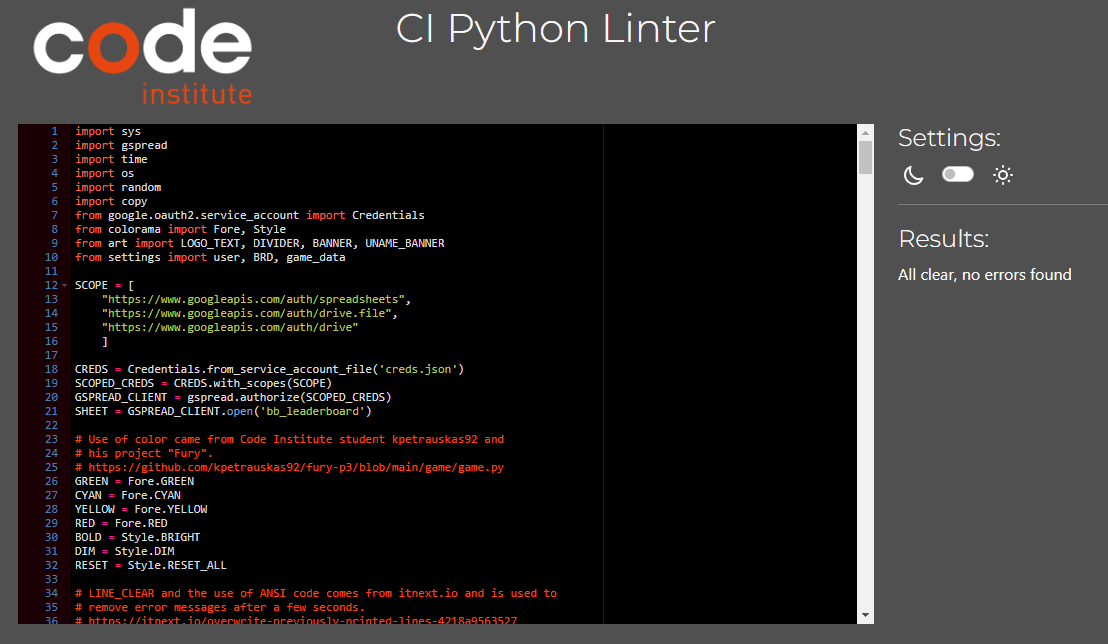 code
institute
CI Python Linter
1 import sys
2 import gspread
3 import time
4 import os
5 import random
6 import copy
7 from google.oauth2.service_account import Credentials
8 from colorama import Fore, Style
9 from art import LOGO_TEXT, DIVIDER, BANNER, UNAME_BANNER
10 from settings import user, BRD, game_data
11
12 SCOPE = [
13     "https://www.googleapis.com/auth/spreadsheets",
14     "https://www.googleapis.com/auth/drive.file",
15     "https://www.googleapis.com/auth/drive"
16     ]
17
18 CREDS = Credentials.from_service_account_file('creds.json')
19 SCOPED_CREDS = CREDS.with_scopes(SCOPE)
20 GSPREAD_CLIENT = gspread.authorize(SCOPED_CREDS)
21 SHEET = GSPREAD_CLIENT.open('bb_leaderboard')
22
23 # Use of color came from Code Institute student kpetrauskas92 and
24 # his project "Fury".
25 # https://github.com/kpetrauskas92/fury-p3/blob/main/game/game.py
26 GREEN = Fore.GREEN
27 CYAN = Fore.CYAN
28 YELLOW = Fore.YELLOW
29 RED = Fore.RED
30 BOLD = Style.BRIGHT
31 DIM = Style.DIM
32 RESET = Style.RESET_ALL
33
34 # LINE_CLEAR and the use of ANSI code comes from itnext.io and is used to
35 # remove error messages after a few seconds.
36 # https://itnext.io/overwrite-previously-printed-lines-4218a9563527
Settings:
Results:
All clear, no errors found